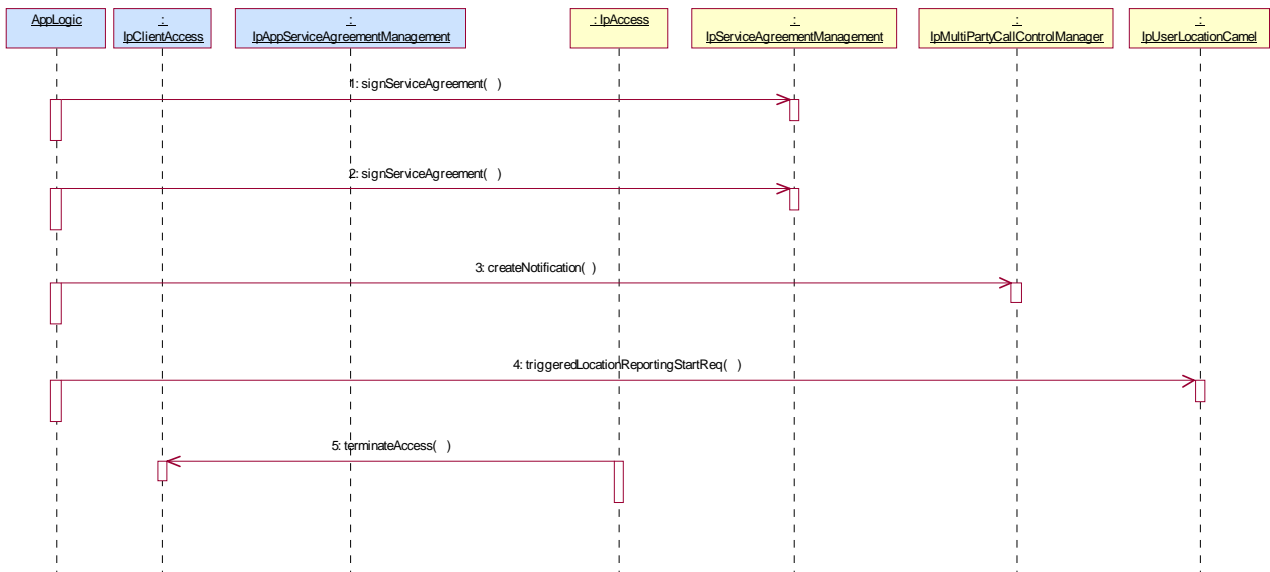 AppLogic
:
IpClientAccess
:
IpAppServiceAgreementManagement
: IpAccess
:
IpServiceAgreementManagement
:
IpMultiPartyCallControlManager
:
IpUserLocationCamel
1: signServiceAgreement( )
2: signServiceAgreement( )
3: createNotification( )
4: triggeredLocationReportingStartReq( )
5: terminateAccess( )